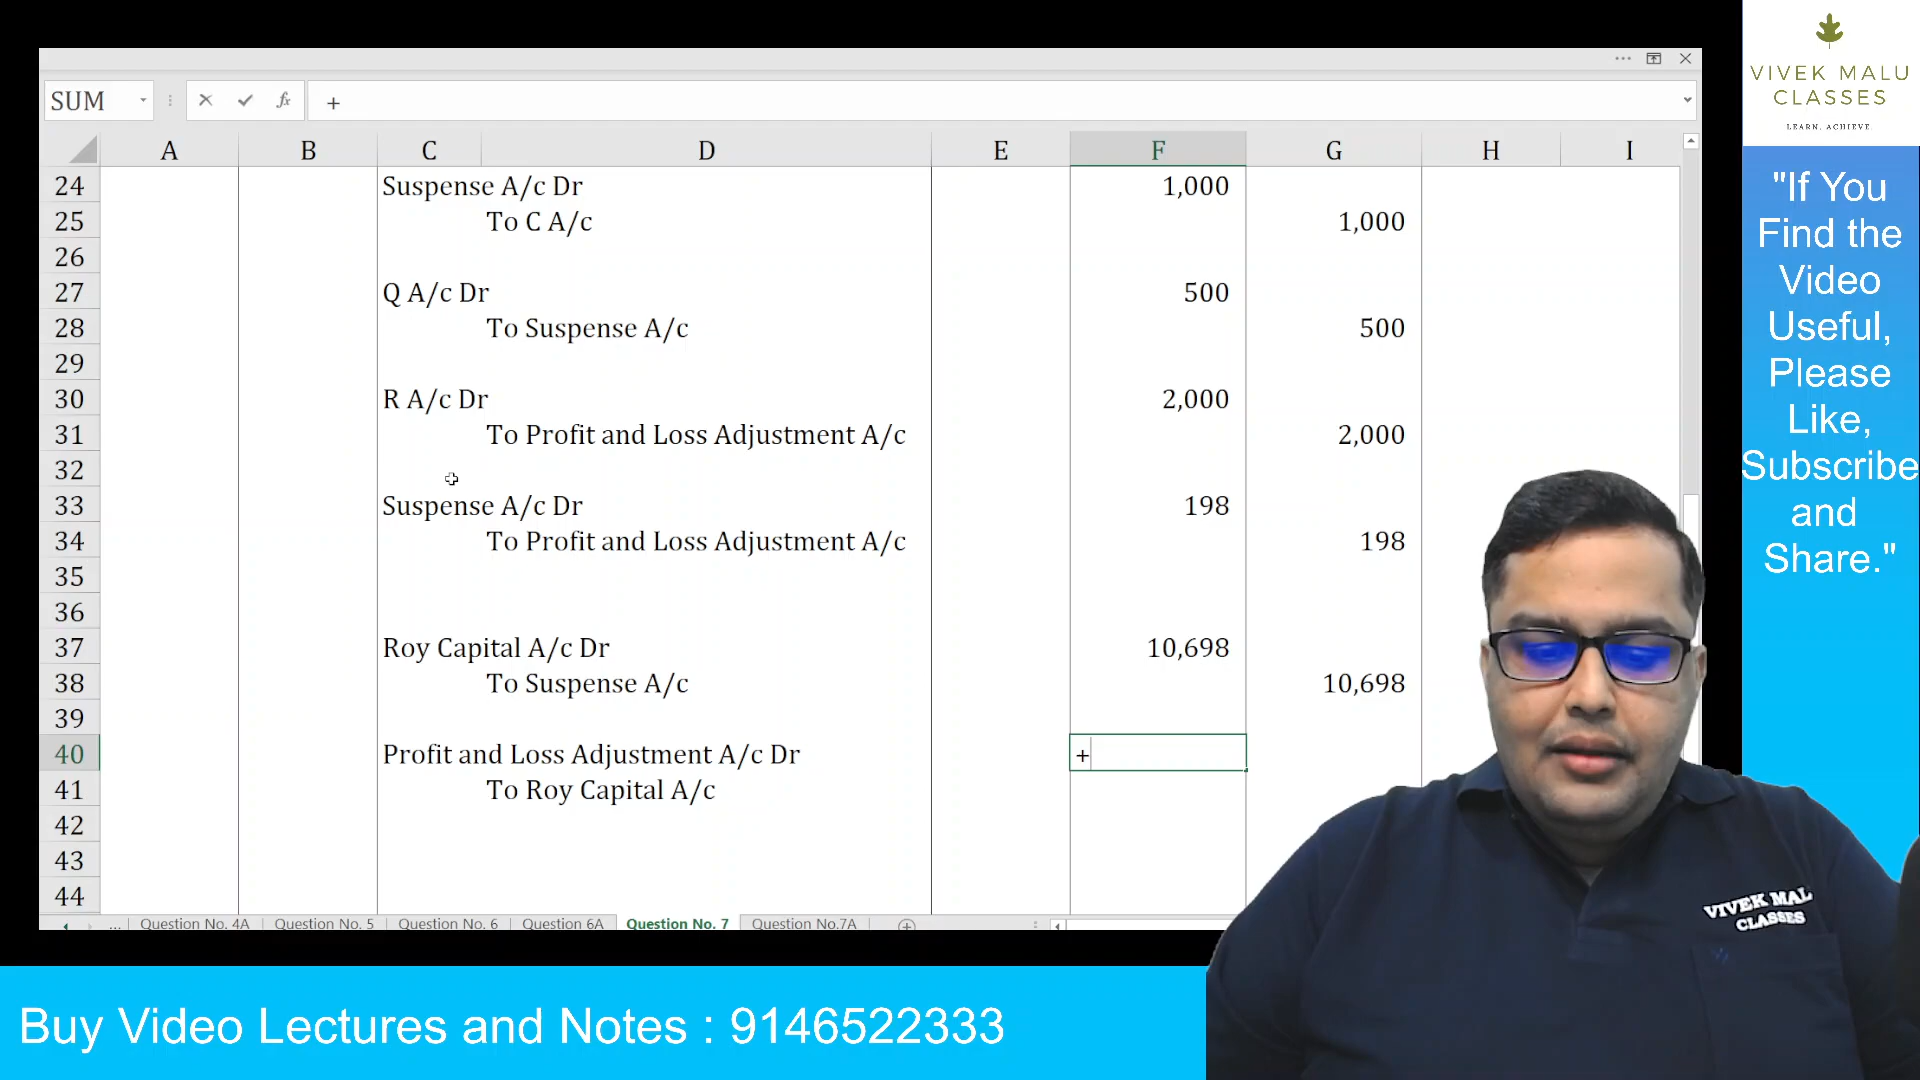 SUM
fx
+
A B C D E F G H I
24 Suspense A/c Dr 1,000
25 To C A/c 1,000
26
27 Q A/c Dr 500
28 To Suspense A/c 500
29
30 R A/c Dr 2,000
31 To Profit and Loss Adjustment A/c 2,000
32
33 Suspense A/c Dr 198
34 To Profit and Loss Adjustment A/c 198
35
36
37 Roy Capital A/c Dr 10,698
38 To Suspense A/c 10,698
39
40 Profit and Loss Adjustment A/c Dr +
41 To Roy Capital A/c
42
43
44
... Question No. 4A Question No. 5 Question No. 6 Question 6A Question No. 7 Question No.7A
VIVEK MALU
CLASSES
LEARN. ACHIEVE.
"If You
Find the
Video
Useful,
Please
Like,
Subscribe
and
Share."
VIVEK MAL
CLASSES
Buy Video Lectures and Notes : 9146522333